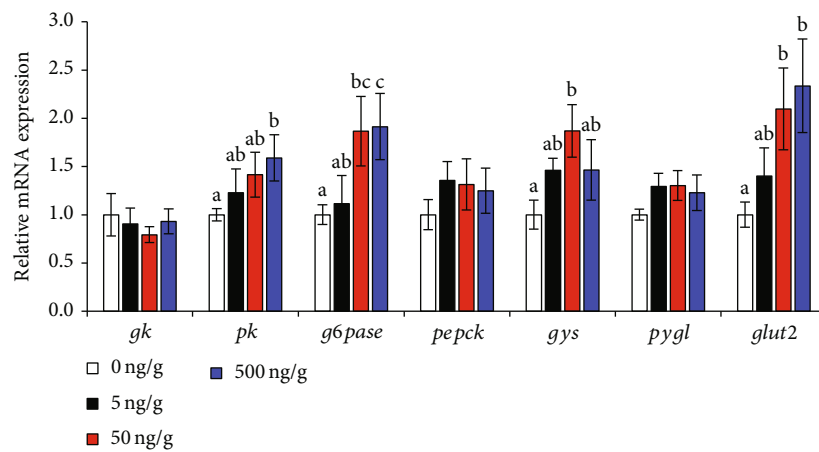 Relative mRNA expression
3.0
2.5
2.0
1.5
1.0
0.5
0.0
a ab ab b
a ab bc c
a ab b ab
a ab b b
gk pk g6pase pepck gys pygl glut2
0 ng/g
5 ng/g
50 ng/g
500 ng/g